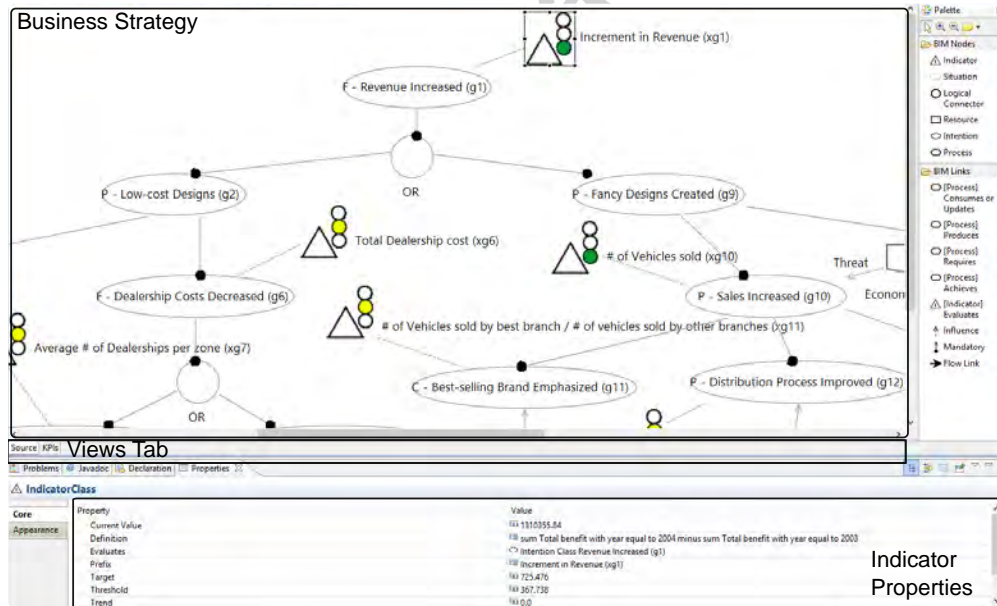 Business Strategy
Increment in Revenue (xg1)
F - Revenue Increased (g1)
OR
P - Low-cost Designs (g2)
P - Fancy Designs Created (g9)
Total Dealership cost (xg6)
# of Vehicles sold (xg10)
Threat
F - Dealership Costs Decreased (g6)
P - Sales Increased (g10)
Econon
# of Vehicles sold by best branch / # of vehicles sold by other branches (xg11)
Average # of Dealerships per zone (xg7)
C - Best-selling Brand Emphasized (g11)
P - Distribution Process Improved (g12)
OR
Palette
BIM Nodes
Indicator
Situation
Logical
Connector
Resource
Intention
Process
BIM Links
[Process]
Consumes or
Updates
[Process]
Produces
[Process]
Requires
[Process]
Achieves
[Indicator]
Evaluates
Influence
Mandatory
Flow Link
Source KPIs
Views Tab
Problems Javadoc Declaration Properties
IndicatorClass
Core
Appearance
Property Value
Current Value 1310355.84
Definition sum Total benefit with year equal to 2004 minus sum Total benefit with year equal to 2003
Evaluates Intention Class Revenue Increased (g1)
Prefix Increment in Revenue (xg1)
Target 725.476
Threshold 367.738
Trend 0.0
Indicator
Properties